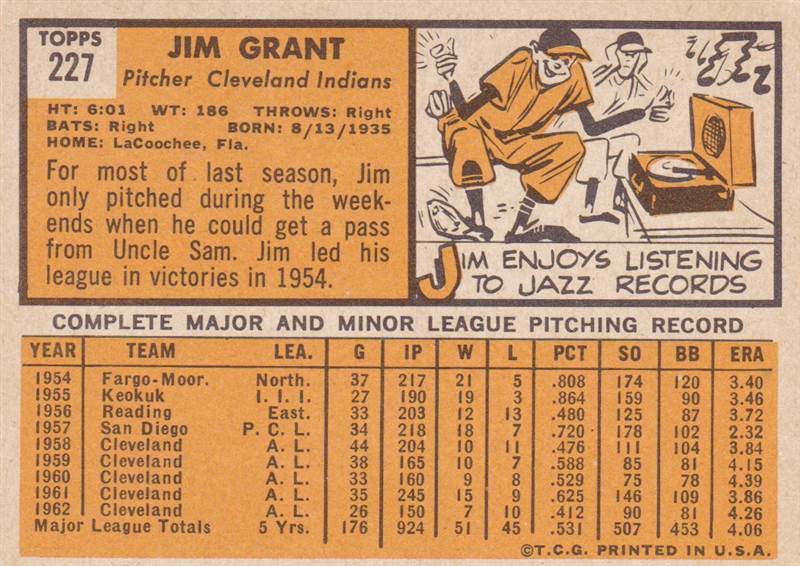 TOPPS
227
JIM GRANT
Pitcher Cleveland Indians
HT: 6:01 WT: 186 THROWS: Right
BATS: Right BORN: 8/13/1935
HOME: LaCoochee, Fla.
For most of last season, Jim
only pitched during the week-
ends when he could get a pass
from Uncle Sam. Jim led his
league in victories in 1954.
JIM ENJOYS LISTENING
TO JAZZ RECORDS
COMPLETE MAJOR AND MINOR LEAGUE PITCHING RECORD
YEAR TEAM LEA. G IP W L PCT SO BB ERA
1954 Fargo-Moor. North. 37 217 21 5 .808 174 120 3.40
1955 Keokuk I. I. I. 27 190 19 3 .864 159 90 3.46
1956 Reading East. 33 203 12 13 .480 125 87 3.72
1957 San Diego P. C. L. 34 218 18 7 .720 178 102 2.32
1958 Cleveland A. L. 44 204 10 11 .476 111 104 3.84
1959 Cleveland A. L. 38 165 10 7 .588 85 81 4.15
1960 Cleveland A. L. 33 160 9 8 .529 75 78 4.39
1961 Cleveland A. L. 35 245 15 9 .625 146 109 3.86
1962 Cleveland A. L. 26 150 7 10 .412 90 81 4.26
Major League Totals 5 Yrs. 176 924 51 45 .531 507 453 4.06
©T.C.G. PRINTED IN U.S.A.